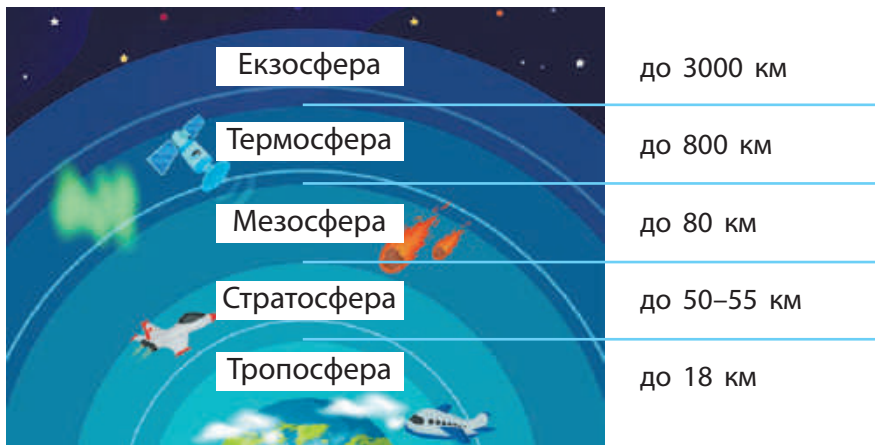 Екзосфера до 3000 км
Термосфера до 800 км
Мезосфера до 80 км
Стратосфера до 50–55 км
Тропосфера до 18 км